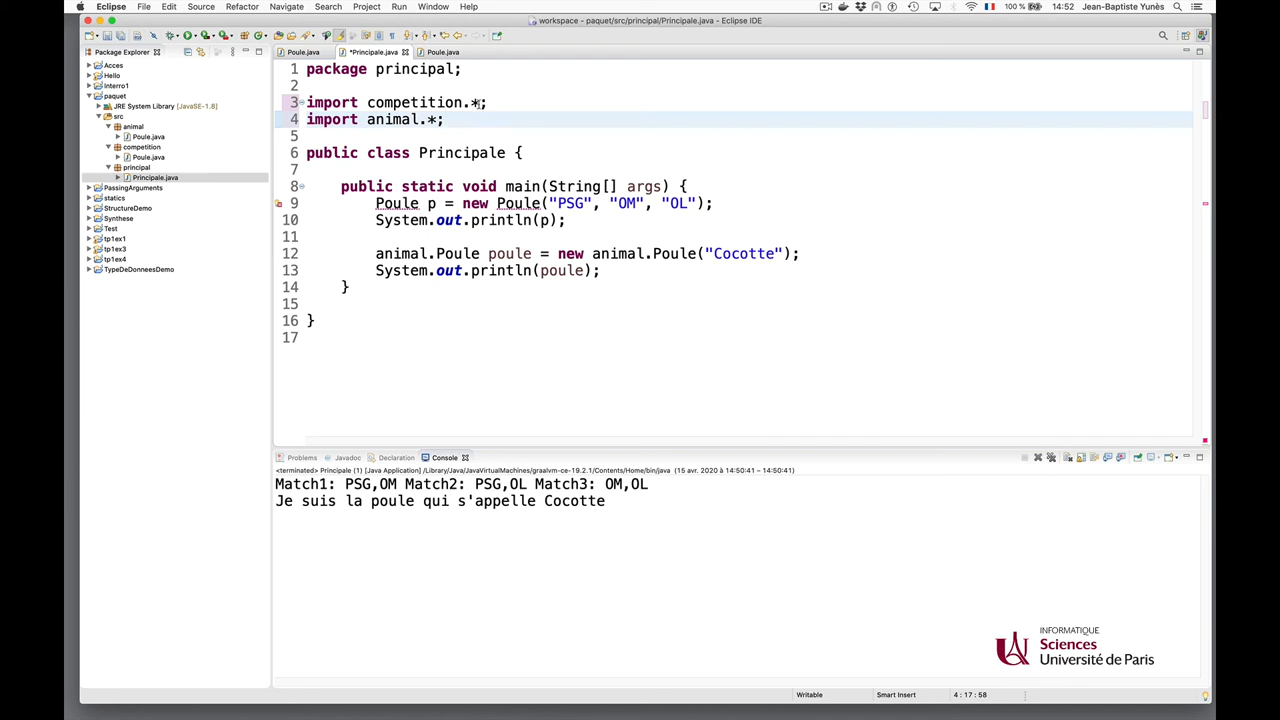 Eclipse File Edit Source Refactor Navigate Search Project Run Window Help 100 % 14:52 Jean-Baptiste Yunès
workspace - paquet/src/principal/Principale.java - Eclipse IDE
Package Explorer
Acces
Hello
Interro1
paquet
JRE System Library [JavaSE-1.8]
src
animal
Poule.java
competition
Poule.java
principal
Principale.java
PassingArguments
statics
StructureDemo
Synthese
Test
tp1ex1
tp1ex3
tp1ex4
TypeDeDonneesDemo
Poule.java *Principale.java Poule.java
1 package principal;
2
3 import competition.*;
4 import animal.*;
5
6 public class Principale {
7
8 public static void main(String[] args) {
9 Poule p = new Poule("PSG", "OM", "OL");
10 System.out.println(p);
11
12 animal.Poule poule = new animal.Poule("Cocotte");
13 System.out.println(poule);
14 }
15
16 }
17
Problems Javadoc Declaration Console
<terminated> Principale (1) [Java Application] /Library/Java/JavaVirtualMachines/graalvm-ce-19.2.1/Contents/Home/bin/java (15 avr. 2020 à 14:50:41 – 14:50:41)
Match1: PSG,OM Match2: PSG,OL Match3: OM,OL
Je suis la poule qui s'appelle Cocotte
INFORMATIQUE
Sciences
Université de Paris
Writable Smart Insert 4 : 17 : 58